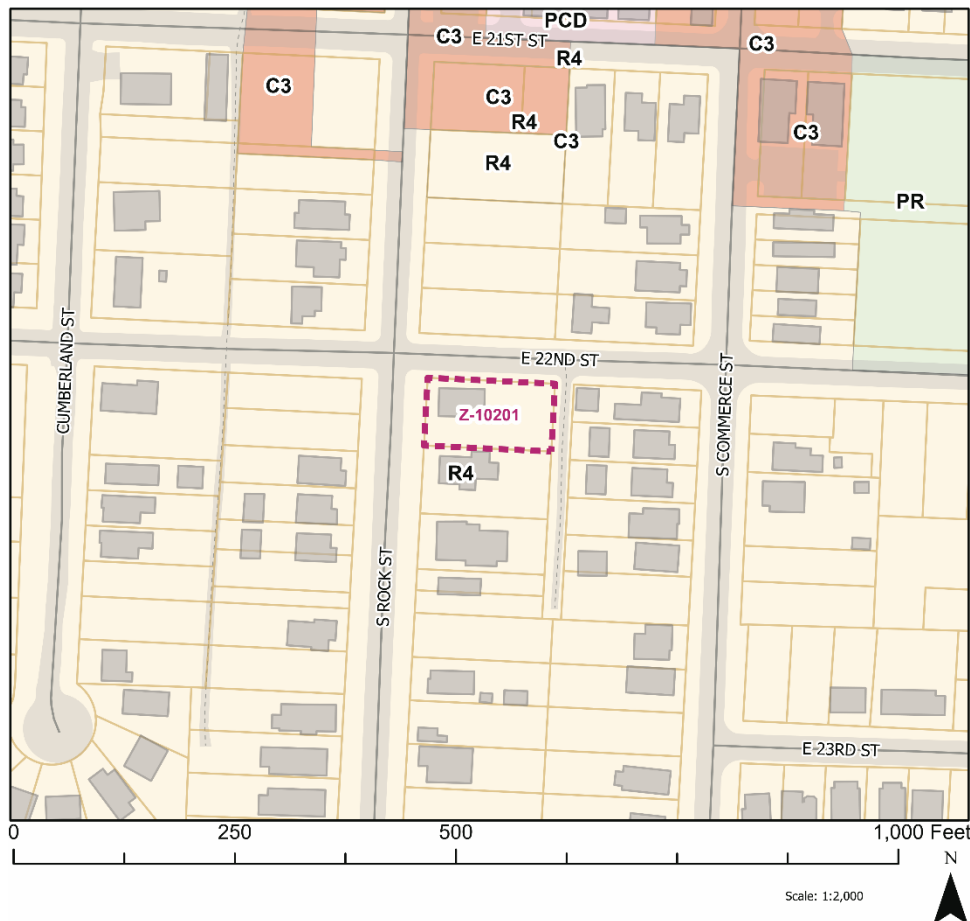 PCD
C3
E 21ST ST
C3
R4
C3
C3
R4
C3
C3
R4
PR
CUMBERLAND ST
E 22ND ST
S COMMERCE ST
Z-10201
R4
S ROCK ST
E 23RD ST
0 250 500 1,000 Feet
N
Scale: 1:2,000